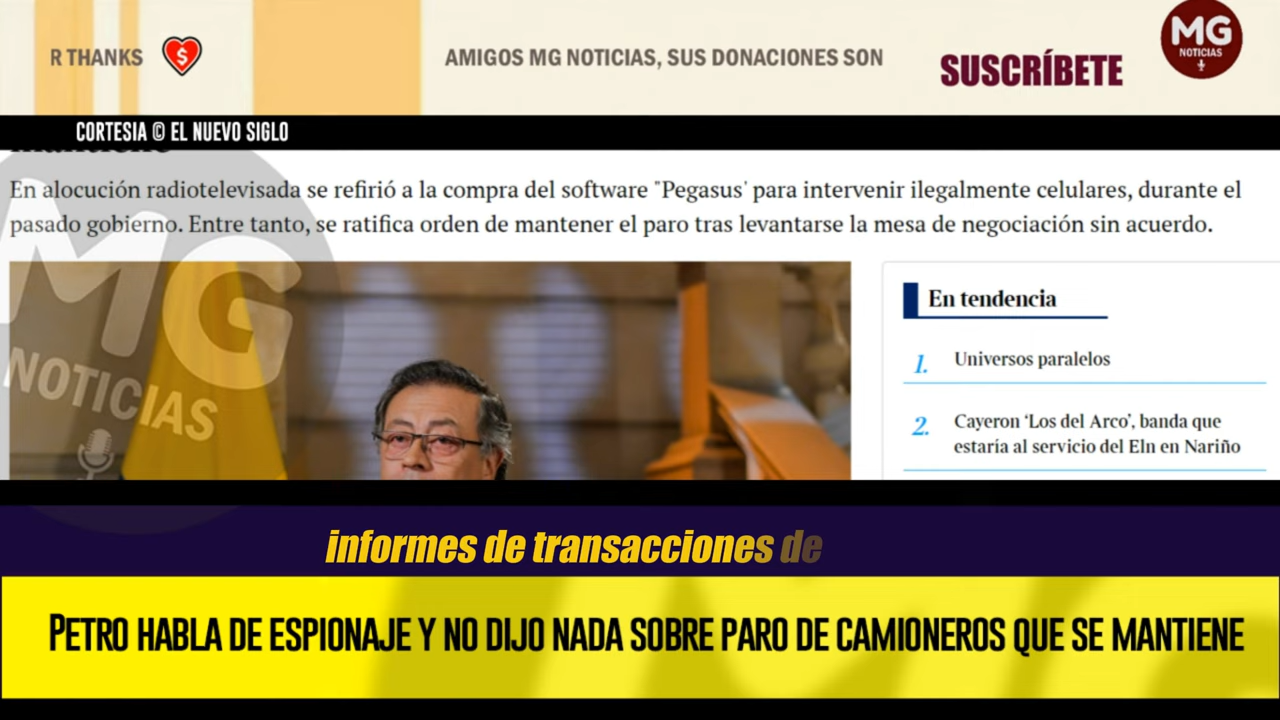 R THANKS
AMIGOS MG NOTICIAS, SUS DONACIONES SON
SUSCRÍBETE
MG
NOTICIAS
CORTESIA © EL NUEVO SIGLO
En alocución radiotelevisada se refirió a la compra del software "Pegasus' para intervenir ilegalmente celulares, durante el
pasado gobierno. Entre tanto, se ratifica orden de mantener el paro tras levantarse la mesa de negociación sin acuerdo.
MG
NOTICIAS
En tendencia
1. Universos paralelos
2. Cayeron ‘Los del Arco’, banda que
estaría al servicio del Eln en Nariño
informes de transacciones de
PETRO HABLA DE ESPIONAJE Y NO DIJO NADA SOBRE PARO DE CAMIONEROS QUE SE MANTIENE